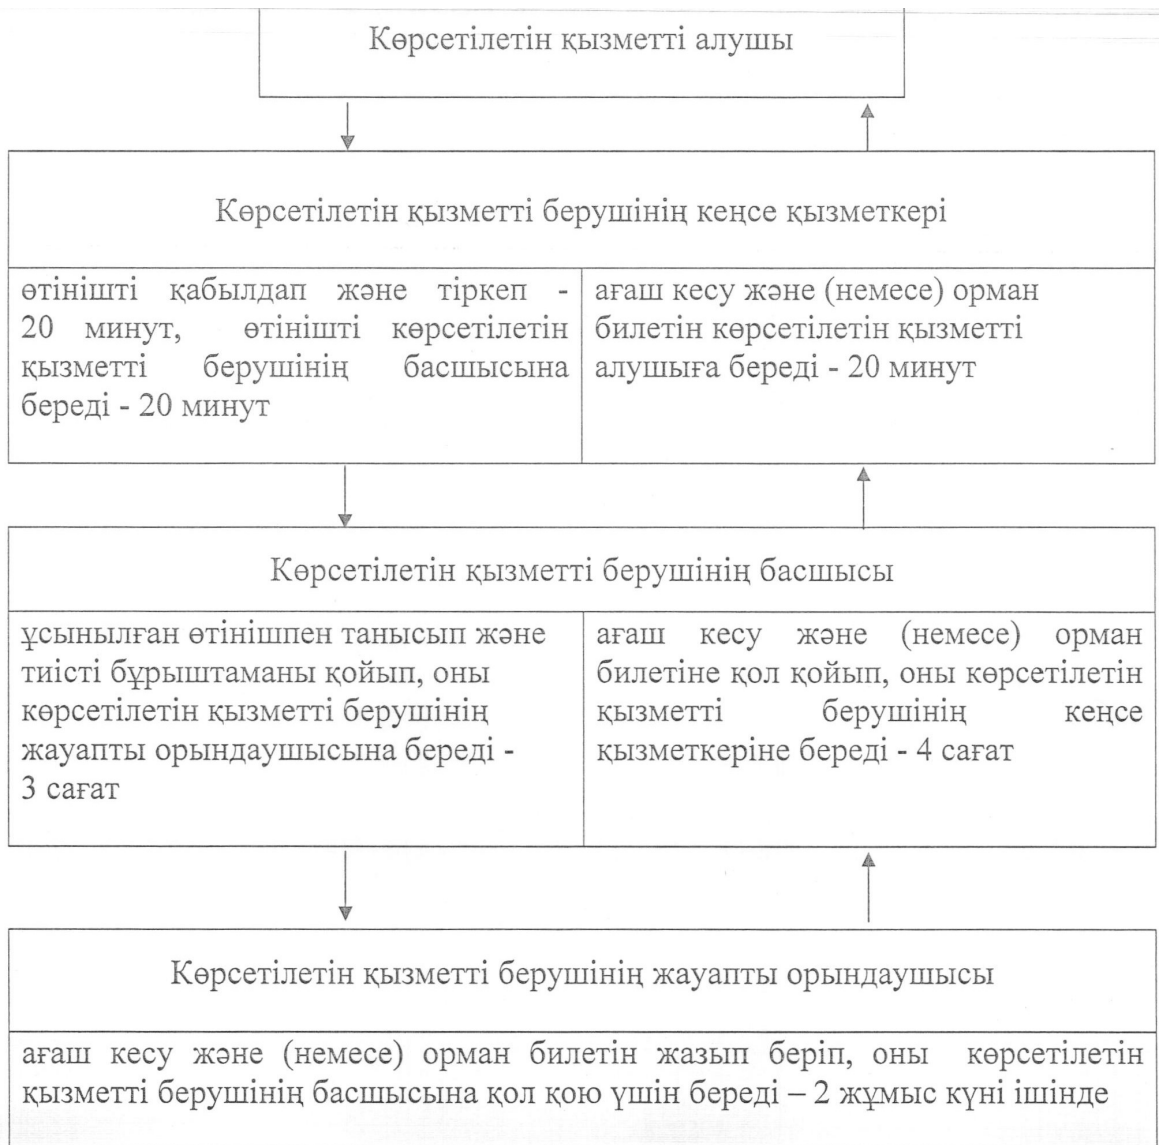 Көрсетілетін қызметті алушы
Көрсетілетін қызметті берушінің кеңсе қызметкері
өтінішті қабылдап және тіркеп -
20 минут, өтінішті көрсетілетін
қызметті берушінің басшысына
береді - 20 минут
ағаш кесу және (немесе) орман
билетін көрсетілетін қызметті
алушыға береді - 20 минут
Көрсетілетін қызметті берушінің басшысы
ұсынылған өтінішпен танысып және
тиісті бұрыштаманы қойып, оны
көрсетілетін қызметті берушінің
жауапты орындаушысына береді -
3 сағат
ағаш кесу және (немесе) орман
билетіне қол қойып, оны көрсетілетін
қызметті берушінің кеңсе
қызметкеріне береді - 4 сағат
Көрсетілетін қызметті берушінің жауапты орындаушысы
ағаш кесу және (немесе) орман билетін жазып беріп, оны көрсетілетін
қызметті берушінің басшысына қол қою үшін береді – 2 жұмыс күні ішінде